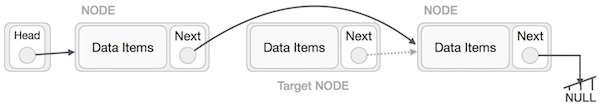 NODE
NODE
Head
Data Items
Next
Data Items
Next
Data Items
Next
Target NODE
NULL